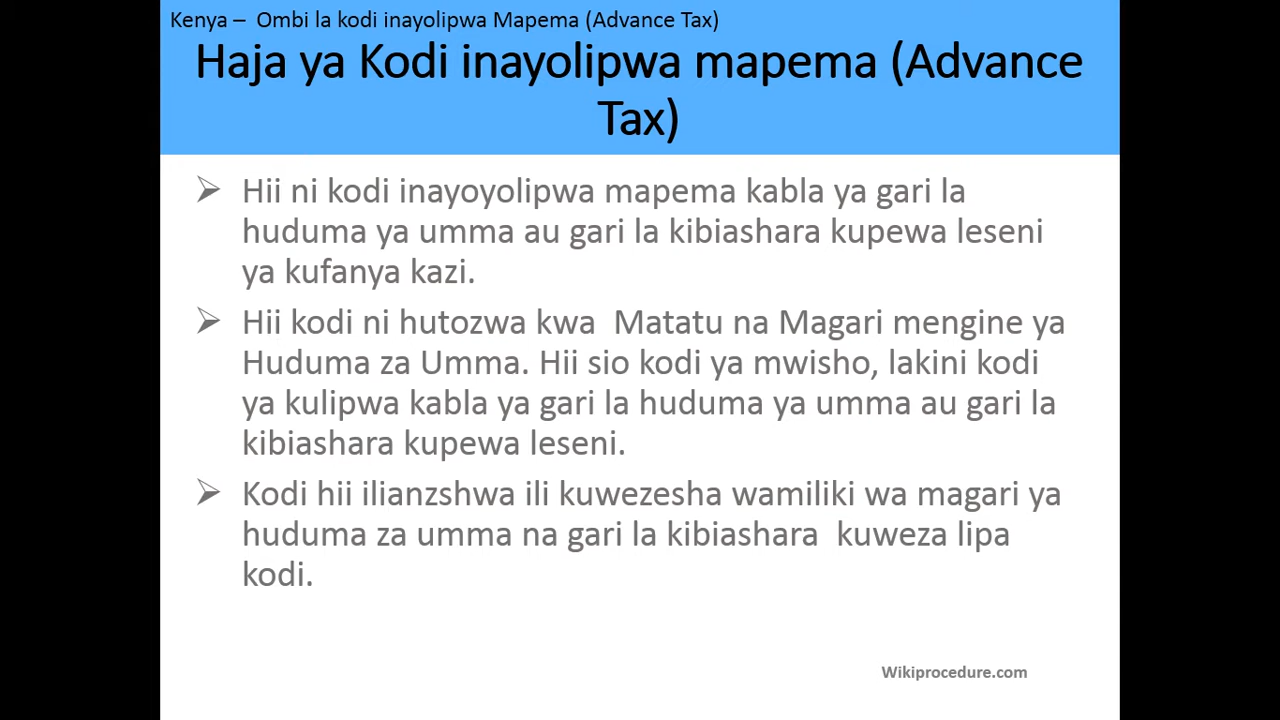 Kenya – Ombi la kodi inayolipwa Mapema (Advance Tax)
Haja ya Kodi inayolipwa mapema (Advance
Tax)
➢ Hii ni kodi inayoyolipwa mapema kabla ya gari la
huduma ya umma au gari la kibiashara kupewa leseni
ya kufanya kazi.
➢ Hii kodi ni hutozwa kwa Matatu na Magari mengine ya
Huduma za Umma. Hii sio kodi ya mwisho, lakini kodi
ya kulipwa kabla ya gari la huduma ya umma au gari la
kibiashara kupewa leseni.
➢ Kodi hii ilianzshwa ili kuwezesha wamiliki wa magari ya
huduma za umma na gari la kibiashara kuweza lipa
kodi.
Wikiprocedure.com